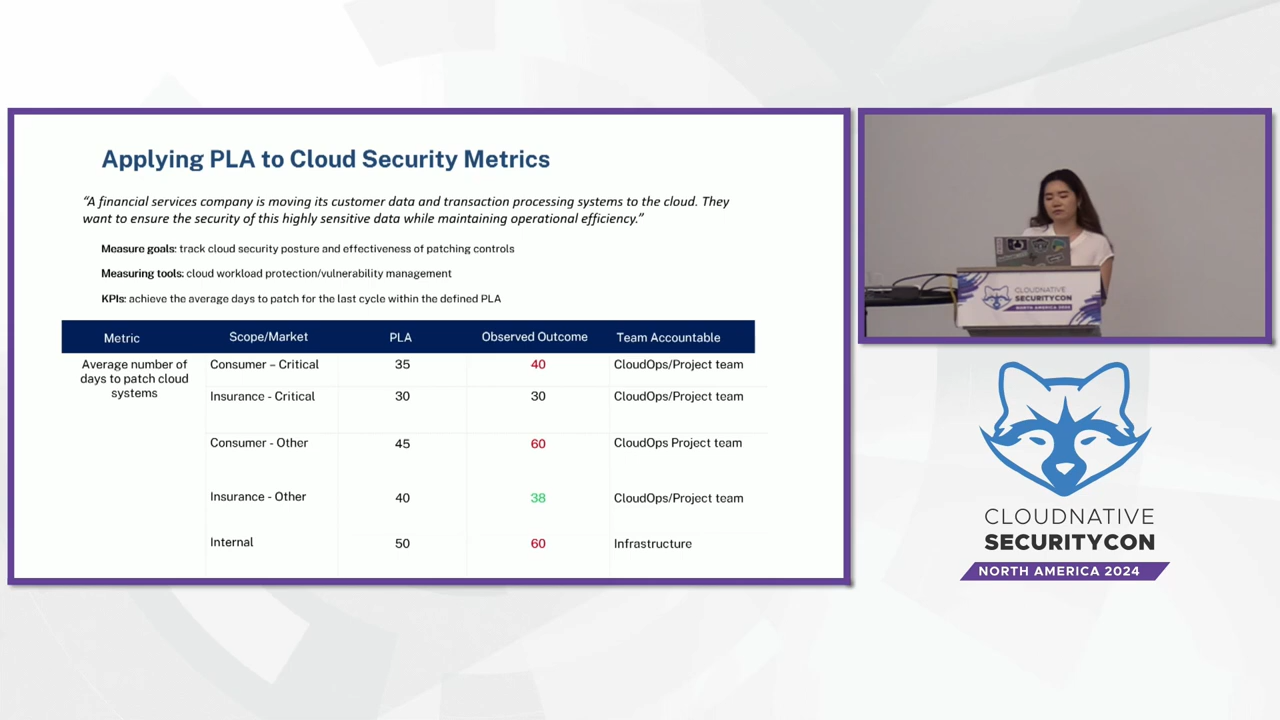 Applying PLA to Cloud Security Metrics
“A financial services company is moving its customer data and transaction processing systems to the cloud. They
want to ensure the security of this highly sensitive data while maintaining operational efficiency.”
Measure goals: track cloud security posture and effectiveness of patching controls
Measuring tools: cloud workload protection/vulnerability management
KPIs: achieve the average days to patch for the last cycle within the defined PLA
Metric Scope/Market PLA Observed Outcome Team Accountable
Average number of
days to patch cloud
systems
Consumer – Critical 35 40 CloudOps/Project team
Insurance - Critical 30 30 CloudOps/Project team
Consumer - Other 45 60 CloudOps Project team
Insurance - Other 40 38 CloudOps/Project team
Internal 50 60 Infrastructure
CLOUDNATIVE
SECURITYCON
NORTH AMERICA 2024
CLOUDNATIVE
SECURITYCON
NORTH AMERICA 2024